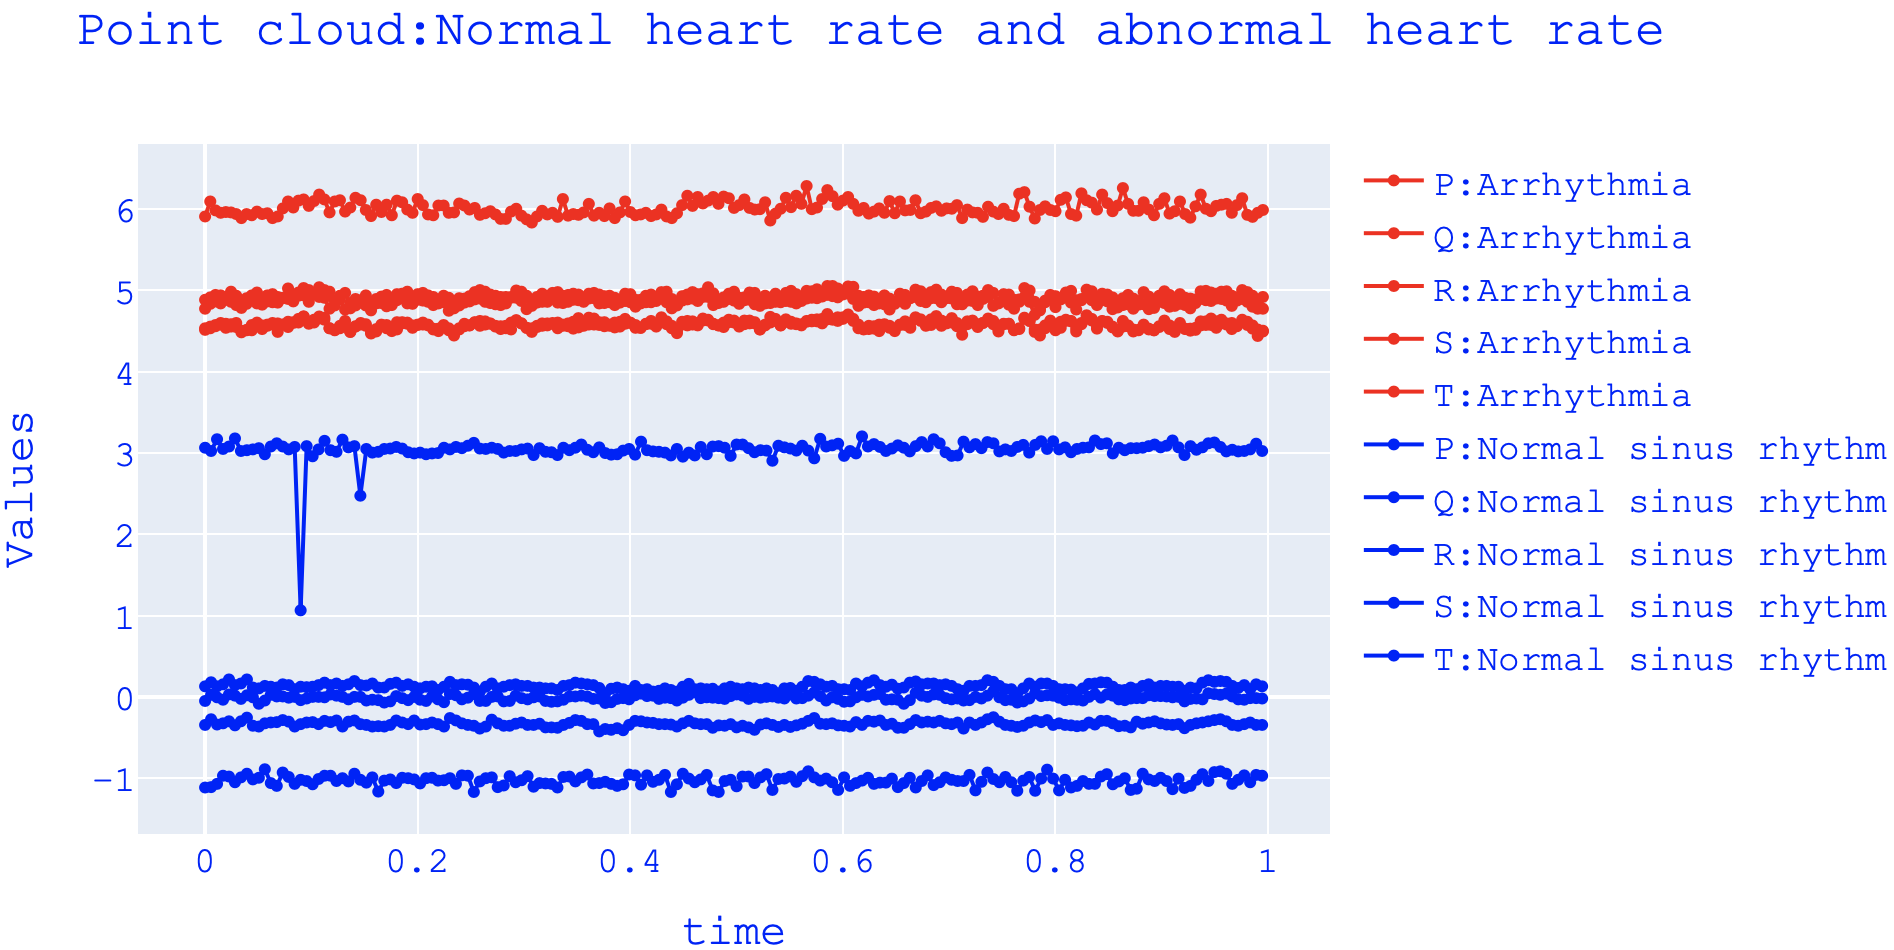 Point cloud:Normal heart rate and abnormal heart rate
6
5
4
3
2
1
0
−1
Values
0 0.2 0.4 0.6 0.8 1
time
P:Arrhythmia
Q:Arrhythmia
R:Arrhythmia
S:Arrhythmia
T:Arrhythmia
P:Normal sinus rhythm
Q:Normal sinus rhythm
R:Normal sinus rhythm
S:Normal sinus rhythm
T:Normal sinus rhythm